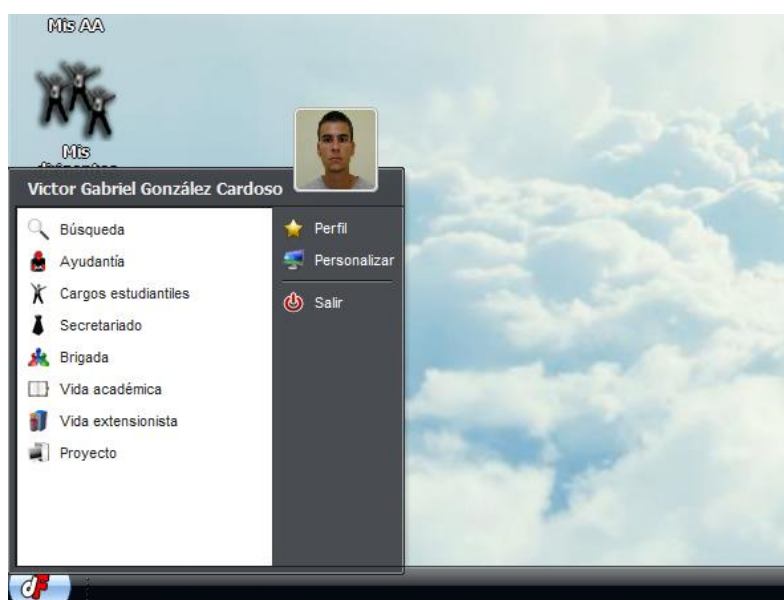 Mis AA
Mis
Victor Gabriel González Cardoso
Búsqueda
Ayudantía
Cargos estudiantiles
Secretariado
Brigada
Vida académica
Vida extensionista
Proyecto
Perfil
Personalizar
Salir
dF